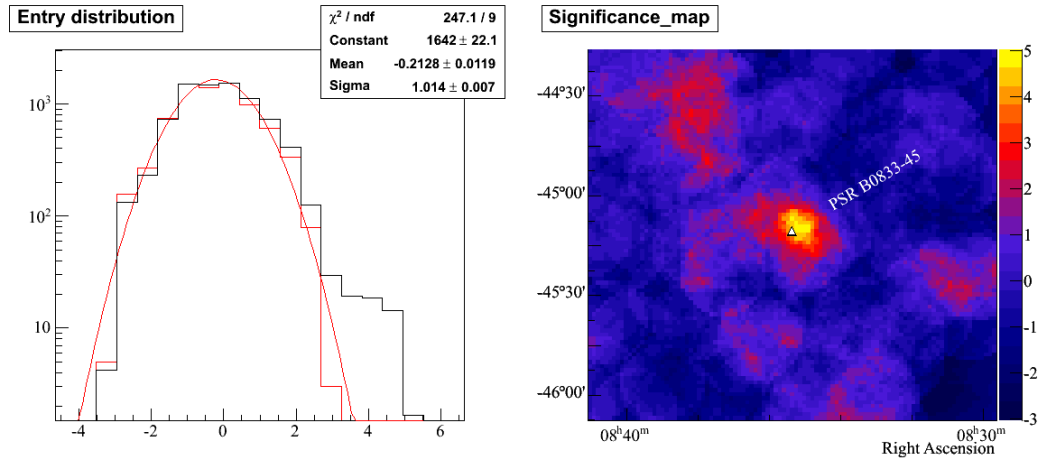 Entry distribution
χ² / ndf 247.1 / 9
Constant 1642 ± 22.1
Mean -0.2128 ± 0.0119
Sigma 1.014 ± 0.007
10³
10²
10
-4 -2 0 2 4 6
Significance_map
-44°30'
-45°00'
-45°30'
-46°00'
PSR B0833-45
08ʰ40ᵐ 08ʰ30ᵐ
Right Ascension
5
4
3
2
1
0
-1
-2
-3